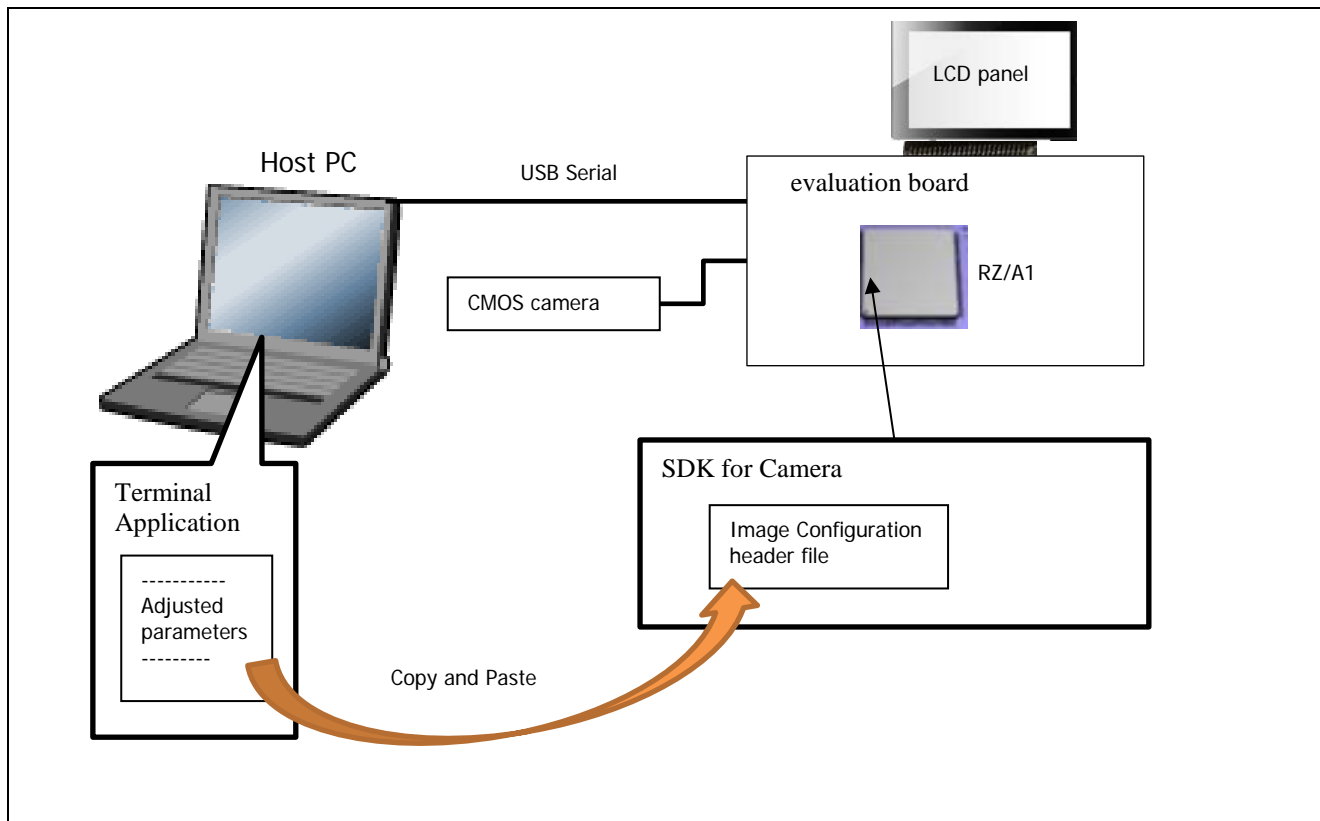 LCD panel
Host PC
USB Serial
evaluation board
RZ/A1
CMOS camera
SDK for Camera
Terminal
Application
Image Configuration
header file
-----------
Adjusted
parameters
---------
Copy and Paste